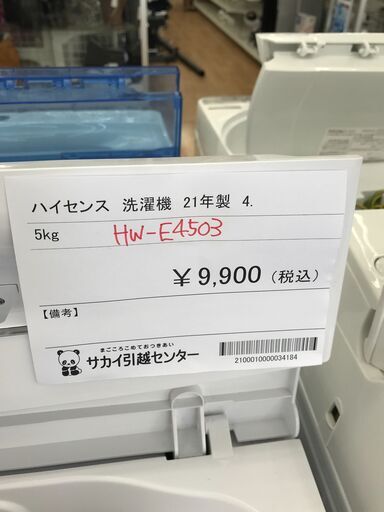 ハイセンス 洗濯機 21年製 4.
5kg HW-E4503
￥9,900（税込）
【備考】
まごころこめておつきあい
サカイ引越センター
2100010000034184